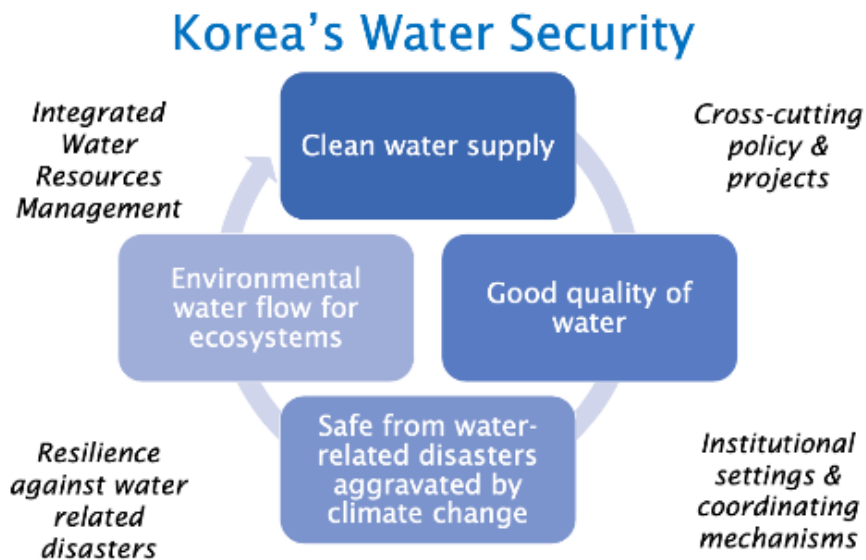 Korea's Water Security
Integrated
Water
Resources
Management
Clean water supply
Cross-cutting
policy &
projects
Environmental
water flow for
ecosystems
Good quality of
water
Resilience
against water
related
disasters
Safe from water-
related disasters
aggravated by
climate change
Institutional
settings &
coordinating
mechanisms